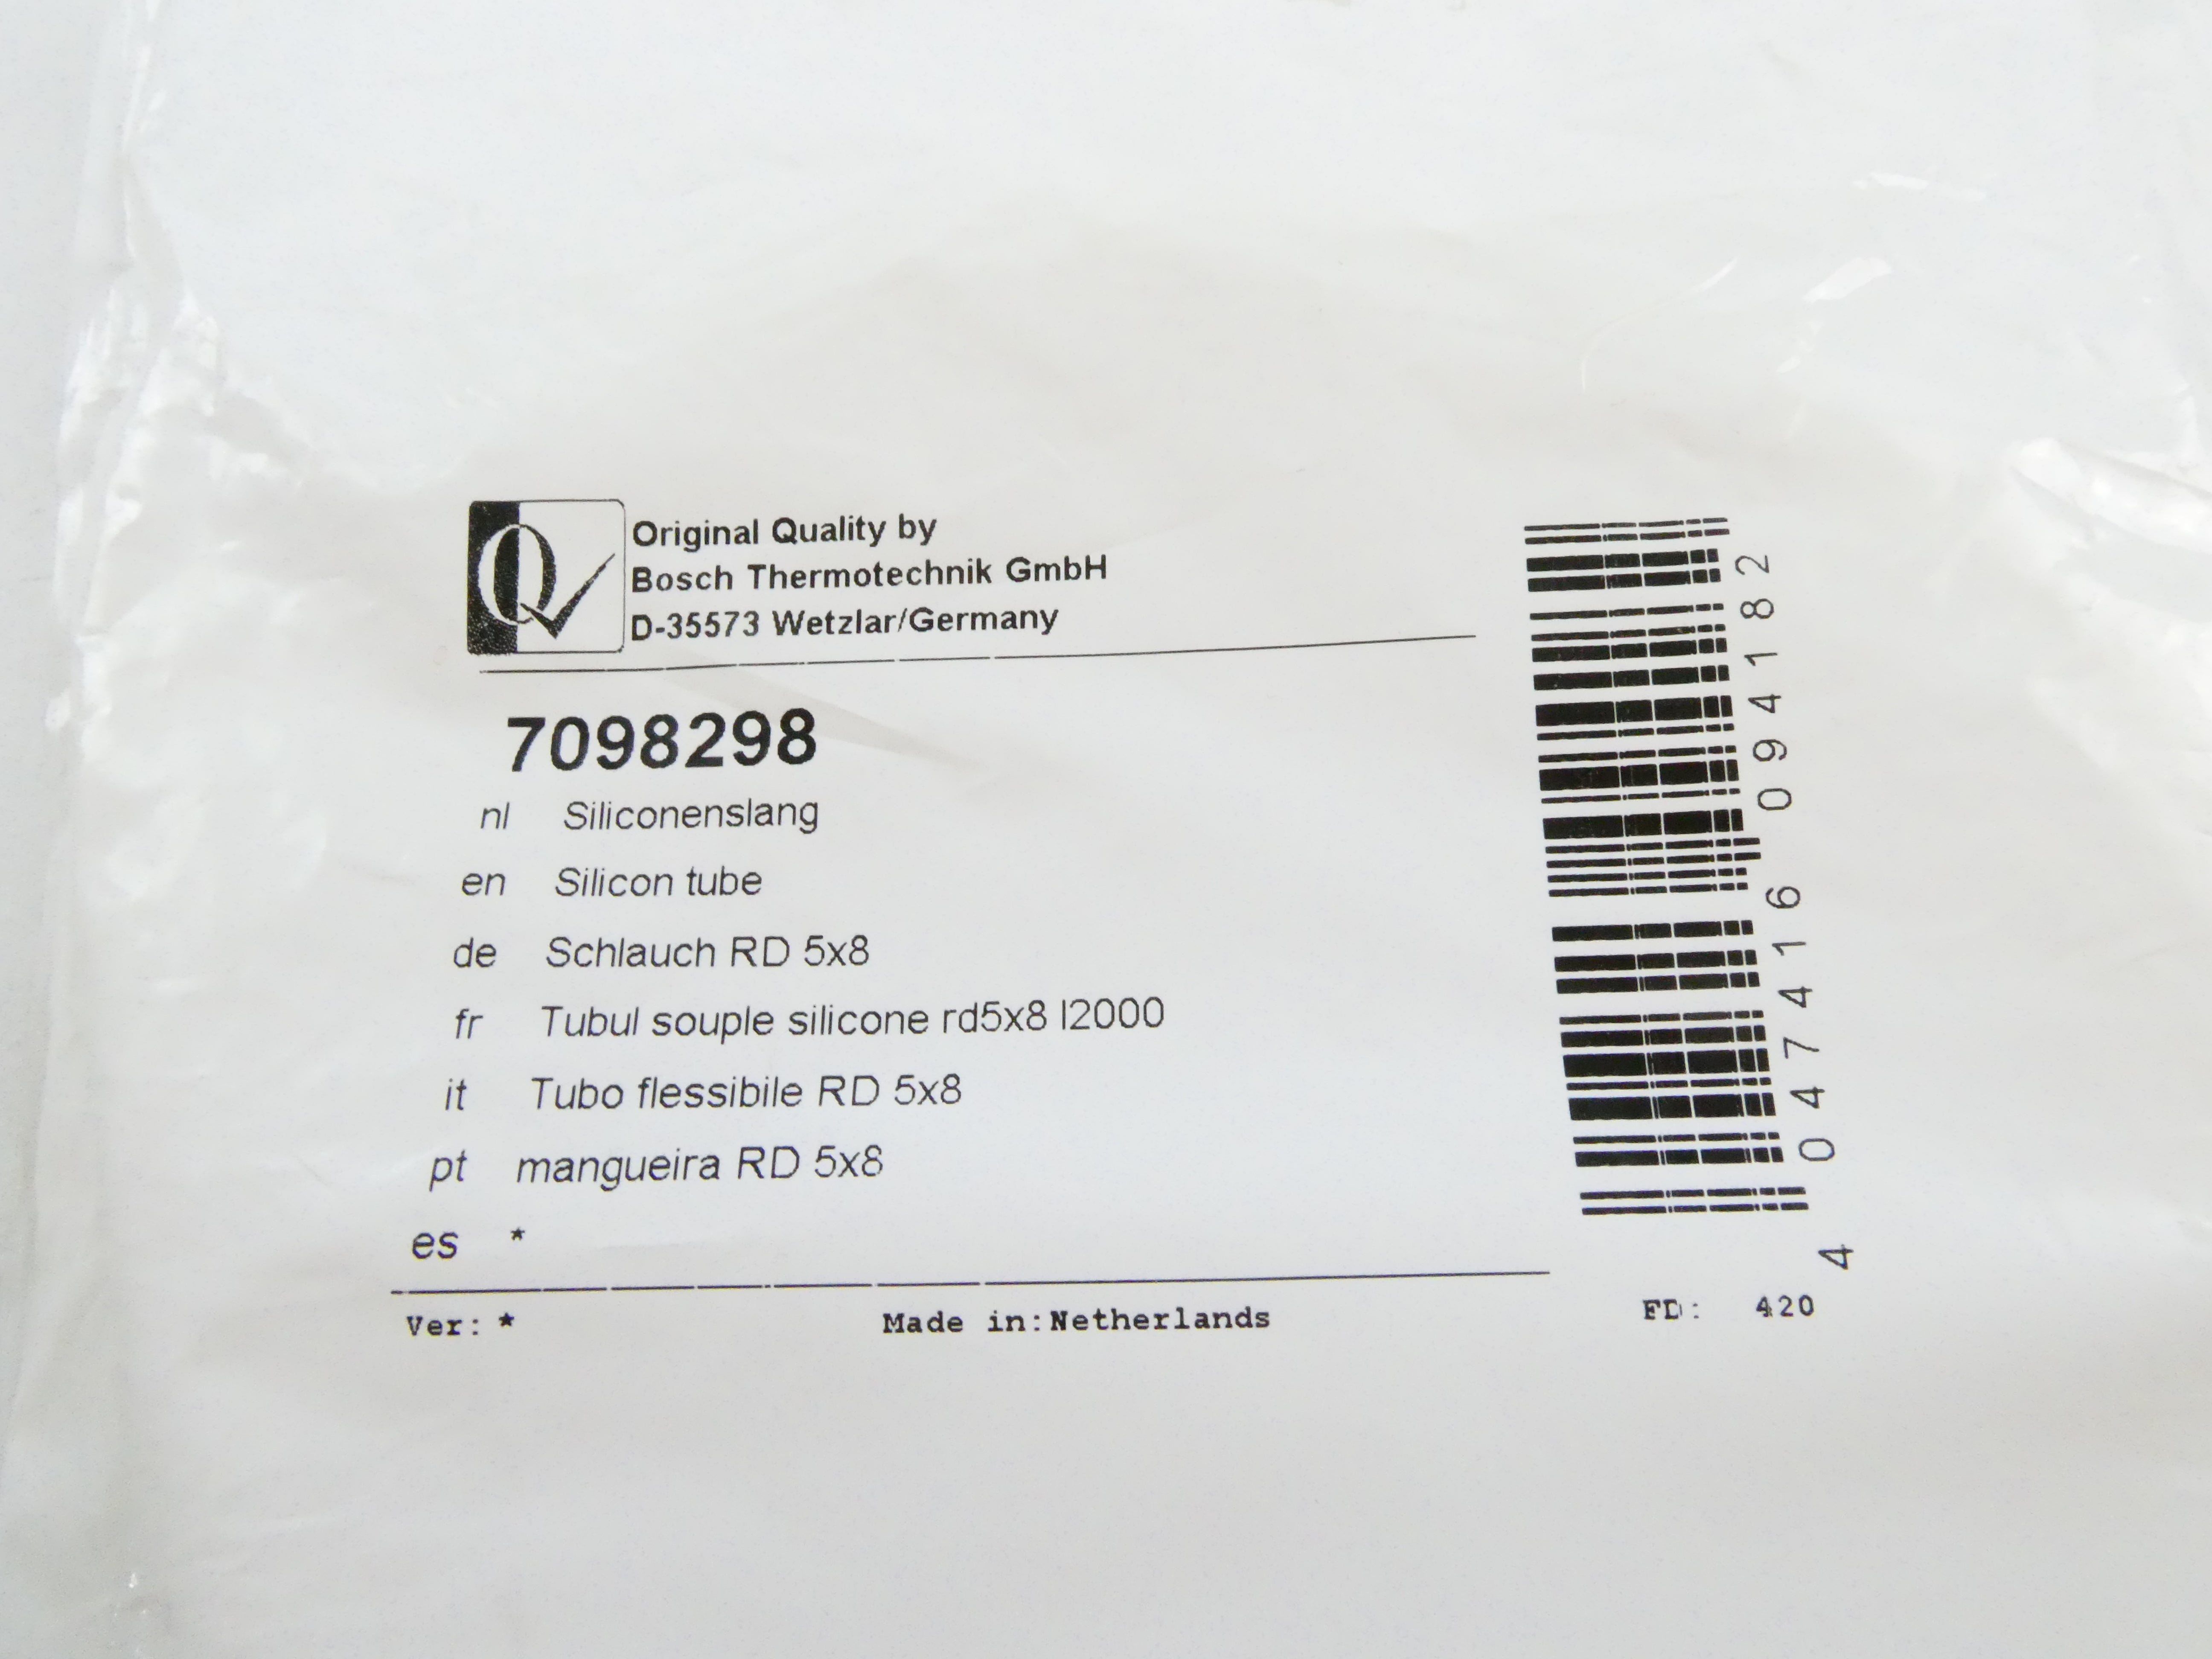 Original Quality by
Bosch Thermotechnik GmbH
D-35573 Wetzlar/Germany
7098298
nl Siliconenslang
en Silicon tube
de Schlauch RD 5x8
fr Tubul souple silicone rd5x8 l2000
it Tubo flessibile RD 5x8
pt mangueira RD 5x8
es *
Ver: * Made in:Netherlands FD: 420
4 047416 094182